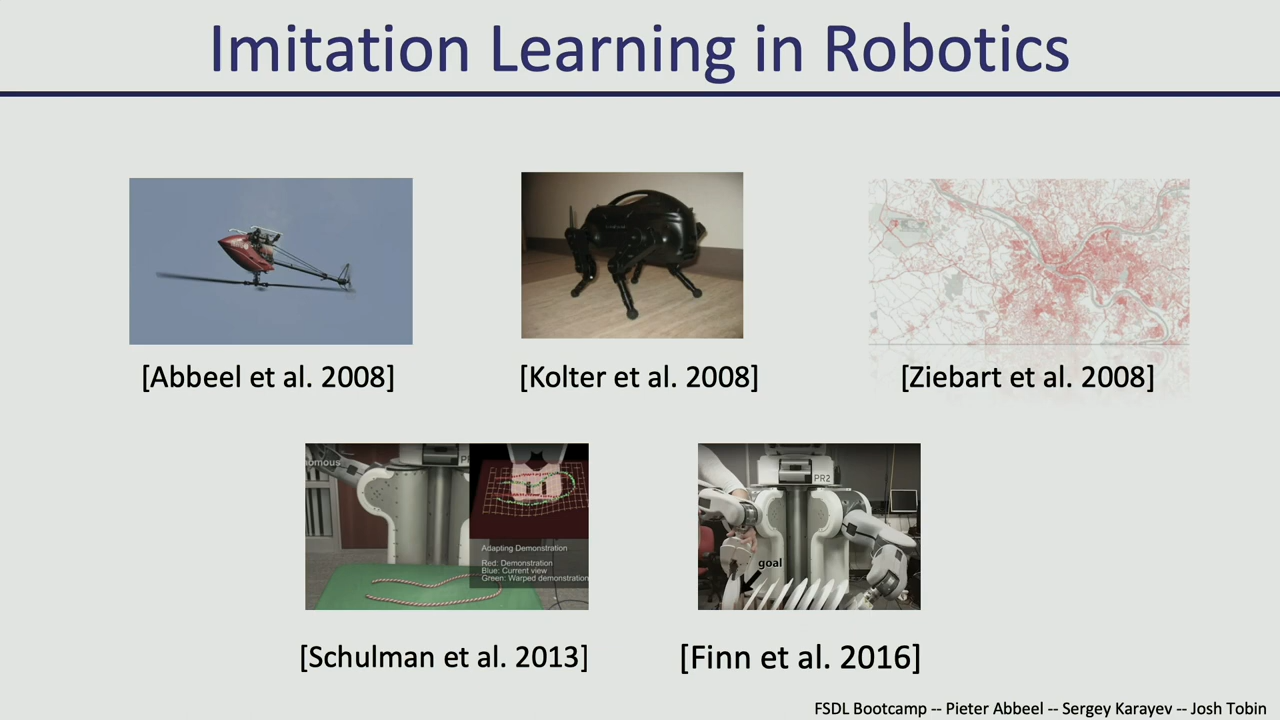 Imitation Learning in Robotics
[Abbeel et al. 2008]
[Kolter et al. 2008]
[Ziebart et al. 2008]
omous
PR
Adapting Demonstration
Red: Demonstration
Blue: Current view
Green: Warped demonstration
PR2
goal
[Schulman et al. 2013]
[Finn et al. 2016]
FSDL Bootcamp -- Pieter Abbeel -- Sergey Karayev -- Josh Tobin